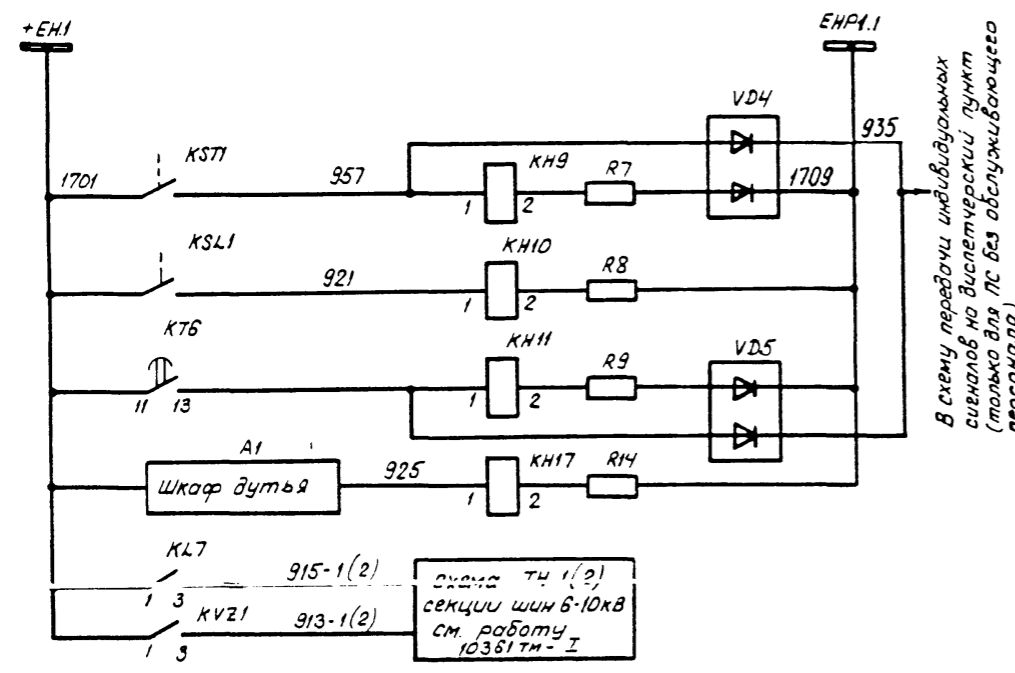 +EH.1
EHP1.1
VD4
935
KST1
1701
957
KH9
R7
1709
1
2
KSL1
921
KH10
R8
1
2
KT6
11
13
KH11
R9
VD5
1
2
A1
Шкаф дутья
925
KH17
R14
1
2
KL7
1
3
915-1(2)
KVZ1
1
3
913-1(2)
схема ТН 1(2)
секции шин 6-10кВ
см. работу
10361 тм - I
В схему передачи индивидуальных
сигналов на диспетчерский пункт
(только для ПС без обслуживающего
персонала)